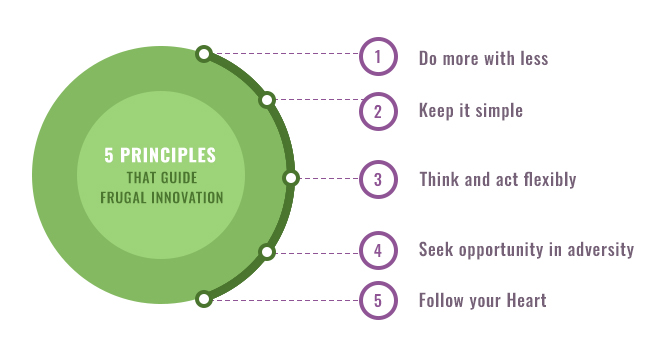 5 PRINCIPLES
THAT GUIDE
FRUGAL INNOVATION
1 Do more with less
2 Keep it simple
3 Think and act flexibly
4 Seek opportunity in adversity
5 Follow your Heart